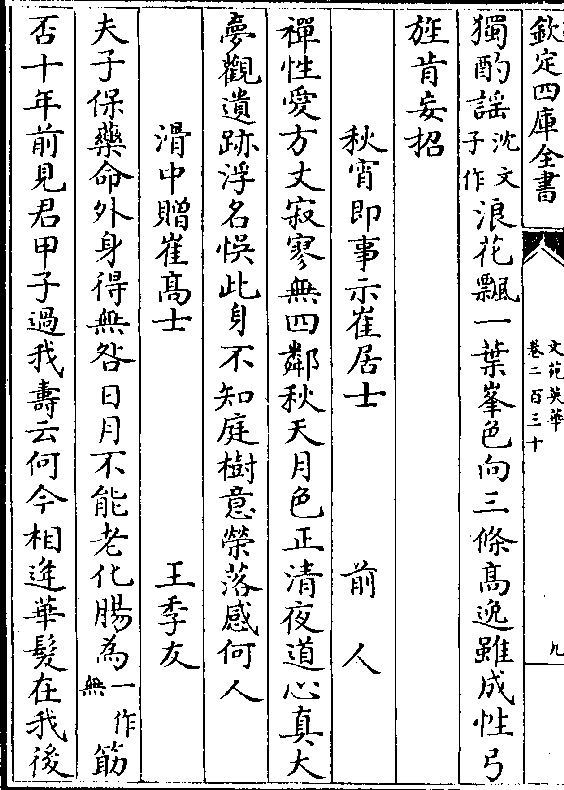 欽定四庫全書
文苑英華
卷二百三十
九
獨酌謡沈文子作浪花飄一葉峯色向三條高逸雖成性弓
旌肯妄招
秋宵即事示崔居士 前人
禪性愛方丈寂寥無四鄰秋天月色正清夜道心真大
夢觀遺跡浮名悞此身不知庭樹意榮落感何人
滑中贈崔高士 王季友
夫子保藥命外身得無咎日月不能老化腸為一作無筋
否十年前見君甲子過我壽云何今相逢華髮在我後